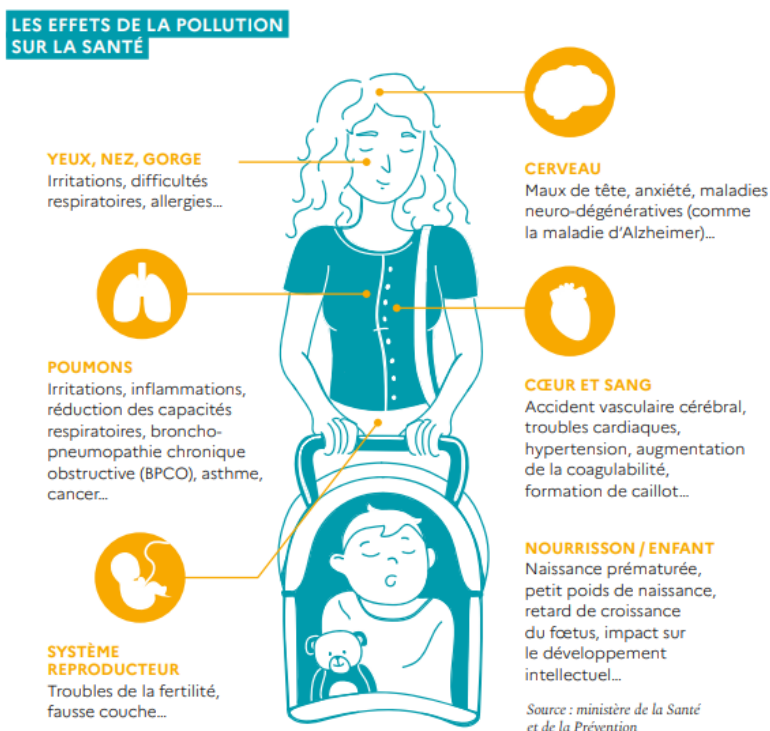 LES EFFETS DE LA POLLUTION
SUR LA SANTÉ
YEUX, NEZ, GORGE
Irritations, difficultés
respiratoires, allergies...
CERVEAU
Maux de tête, anxiété, maladies
neuro-dégénératives (comme
la maladie d'Alzheimer)...
POUMONS
Irritations, inflammations,
réduction des capacités
respiratoires, broncho-
pneumopathie chronique
obstructive (BPCO), asthme,
cancer...
CŒUR ET SANG
Accident vasculaire cérébral,
troubles cardiaques,
hypertension, augmentation
de la coagulabilité,
formation de caillot...
SYSTÈME
REPRODUCTEUR
Troubles de la fertilité,
fausse couche...
NOURRISSON / ENFANT
Naissance prématurée,
petit poids de naissance,
retard de croissance
du fœtus, impact sur
le développement
intellectuel...
Source : ministère de la Santé
et de la Prévention